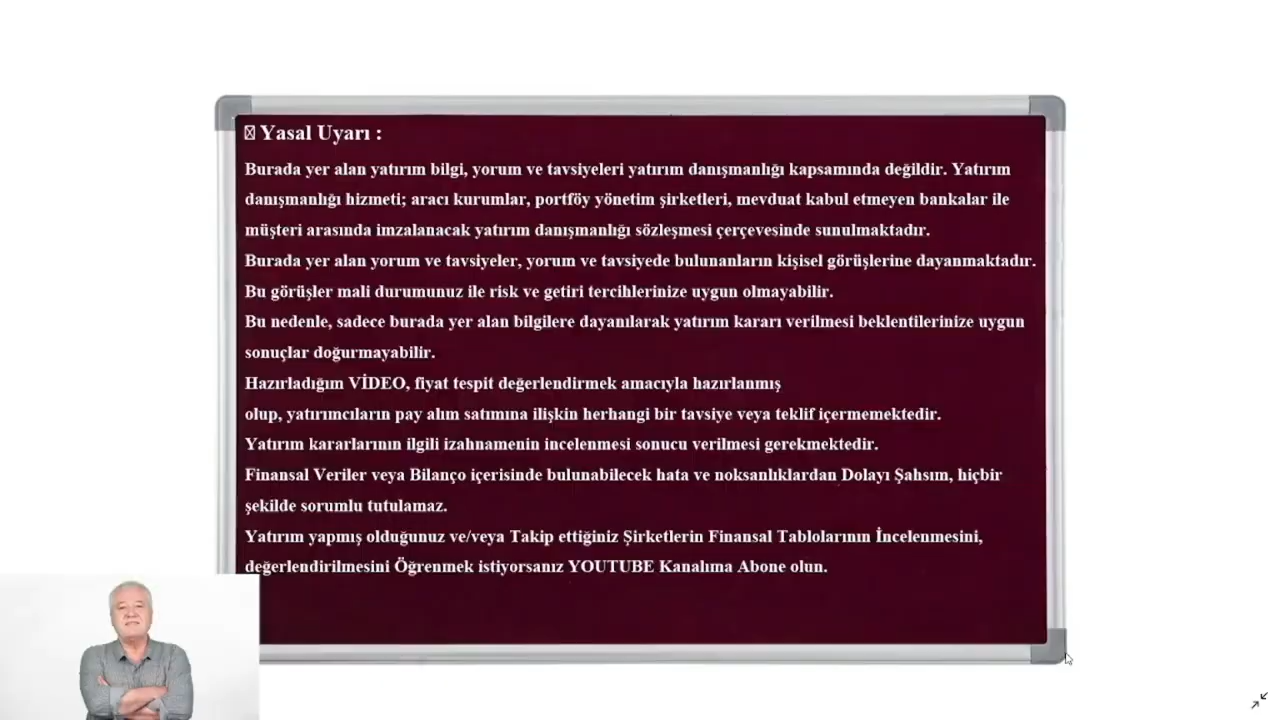 Yasal Uyarı :
Burada yer alan yatırım bilgi, yorum ve tavsiyeleri yatırım danışmanlığı kapsamında değildir. Yatırım
danışmanlığı hizmeti; aracı kurumlar, portföy yönetim şirketleri, mevduat kabul etmeyen bankalar ile
müşteri arasında imzalanacak yatırım danışmanlığı sözleşmesi çerçevesinde sunulmaktadır.
Burada yer alan yorum ve tavsiyeler, yorum ve tavsiyede bulunanların kişisel görüşlerine dayanmaktadır.
Bu görüşler mali durumunuz ile risk ve getiri tercihlerinize uygun olmayabilir.
Bu nedenle, sadece burada yer alan bilgilere dayanılarak yatırım kararı verilmesi beklentilerinize uygun
sonuçlar doğurmayabilir.
Hazırladığım VİDEO, fiyat tespit değerlendirmek amacıyla hazırlanmış
olup, yatırımcıların pay alım satımına ilişkin herhangi bir tavsiye veya teklif içermemektedir.
Yatırım kararlarının ilgili izahnamenin incelenmesi sonucu verilmesi gerekmektedir.
Finansal Veriler veya Bilanço içerisinde bulunabilecek hata ve noksanlıklardan Dolayı Şahsım, hiçbir
şekilde sorumlu tutulamaz.
Yatırım yapmış olduğunuz ve/veya Takip ettiğiniz Şirketlerin Finansal Tablolarının İncelenmesini,
değerlendirilmesini Öğrenmek istiyorsanız YOUTUBE Kanalıma Abone olun.